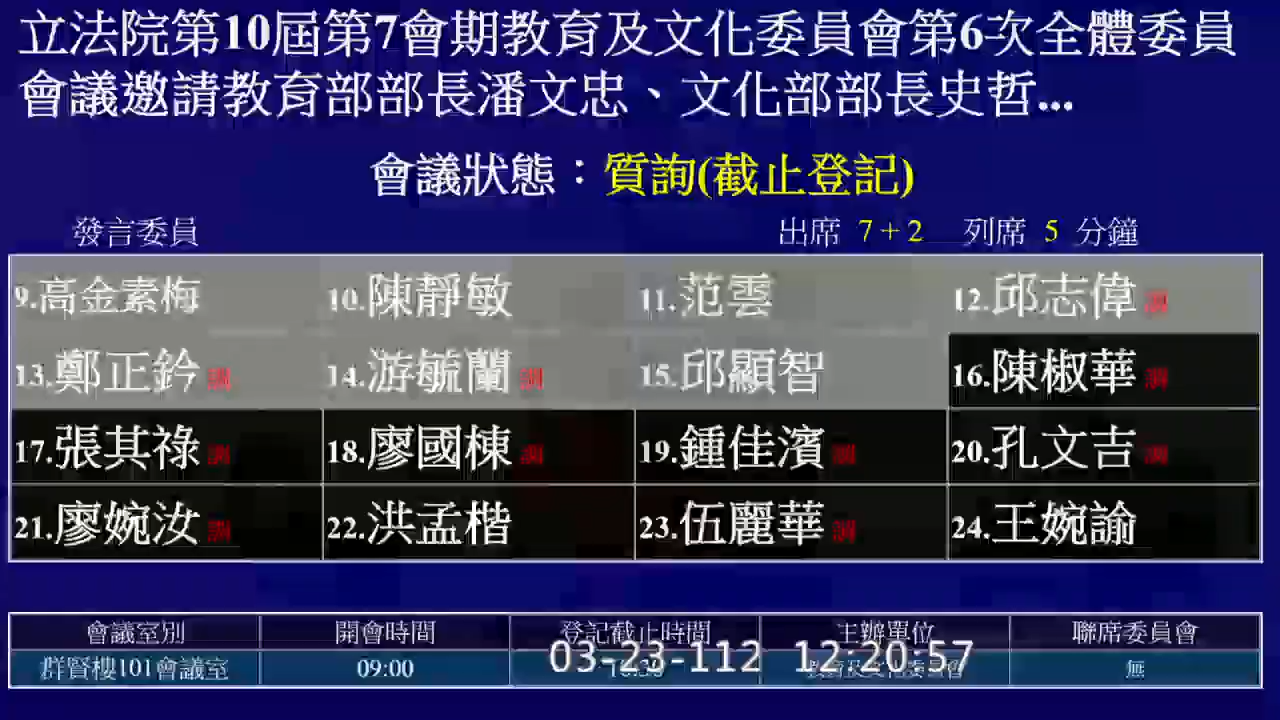 立法院第10屆第7會期教育及文化委員會第6次全體委員
會議邀請教育部部長潘文忠、文化部部長史哲...
會議狀態：質詢(截止登記)
發言委員 出席 7+2 列席 5 分鐘
9.高金素梅 10.陳靜敏 11.范雲 12.邱志偉
13.鄭正鈐 14.游毓蘭 15.邱顯智 16.陳椒華
17.張其祿 18.廖國棟 19.鍾佳濱 20.孔文吉
21.廖婉汝 22.洪孟楷 23.伍麗華 24.王婉諭
會議室別 開會時間 登記截止時間 主辦單位 聯席委員會
群賢樓101會議室 09:00 無
03-23-112 12:20:57